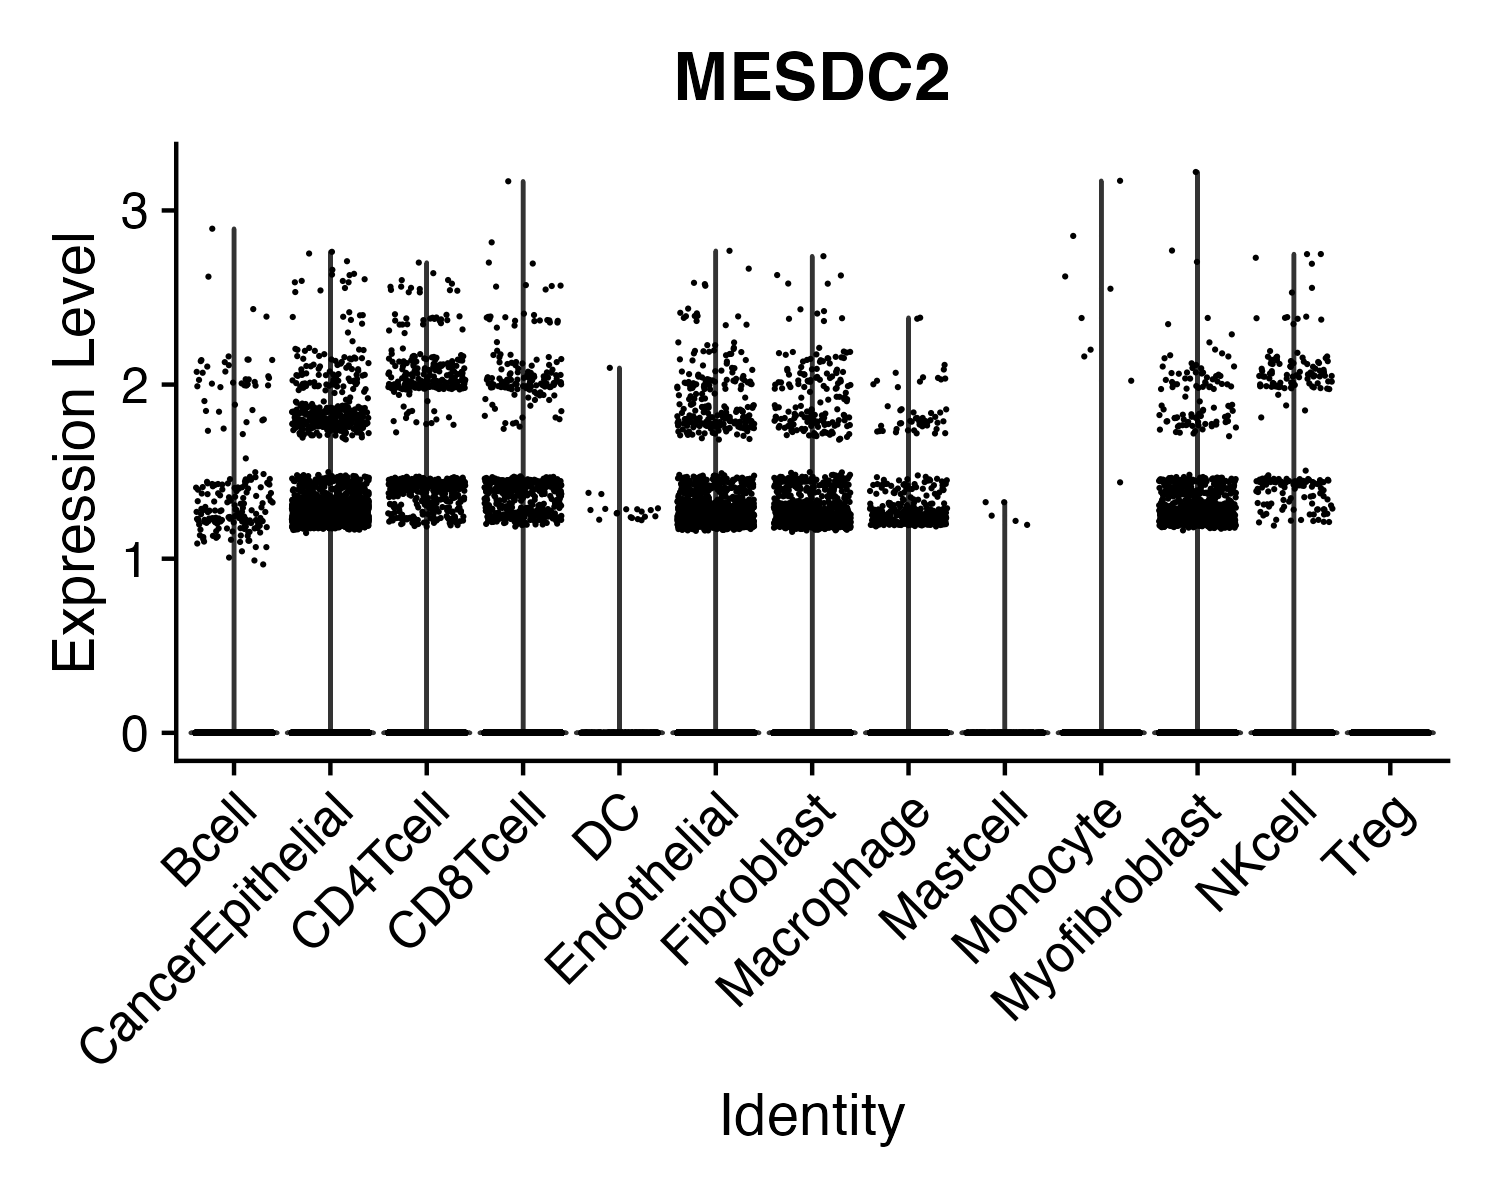 MESDC2
Expression Level
3
2
1
0
Bcell
CancerEpithelial
CD4Tcell
CD8Tcell
DC
Endothelial
Fibroblast
Macrophage
Mastcell
Monocyte
Myofibroblast
NKcell
Treg
Identity